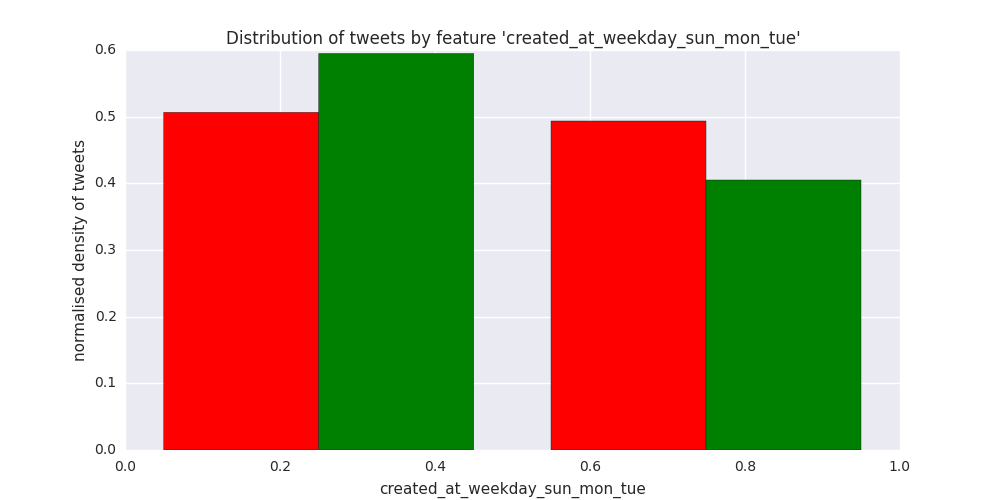 Distribution of tweets by feature 'created_at_weekday_sun_mon_tue'
0.6
0.5
0.4
0.3
0.2
0.1
0.0
normalised density of tweets
0.0 0.2 0.4 0.6 0.8 1.0
created_at_weekday_sun_mon_tue